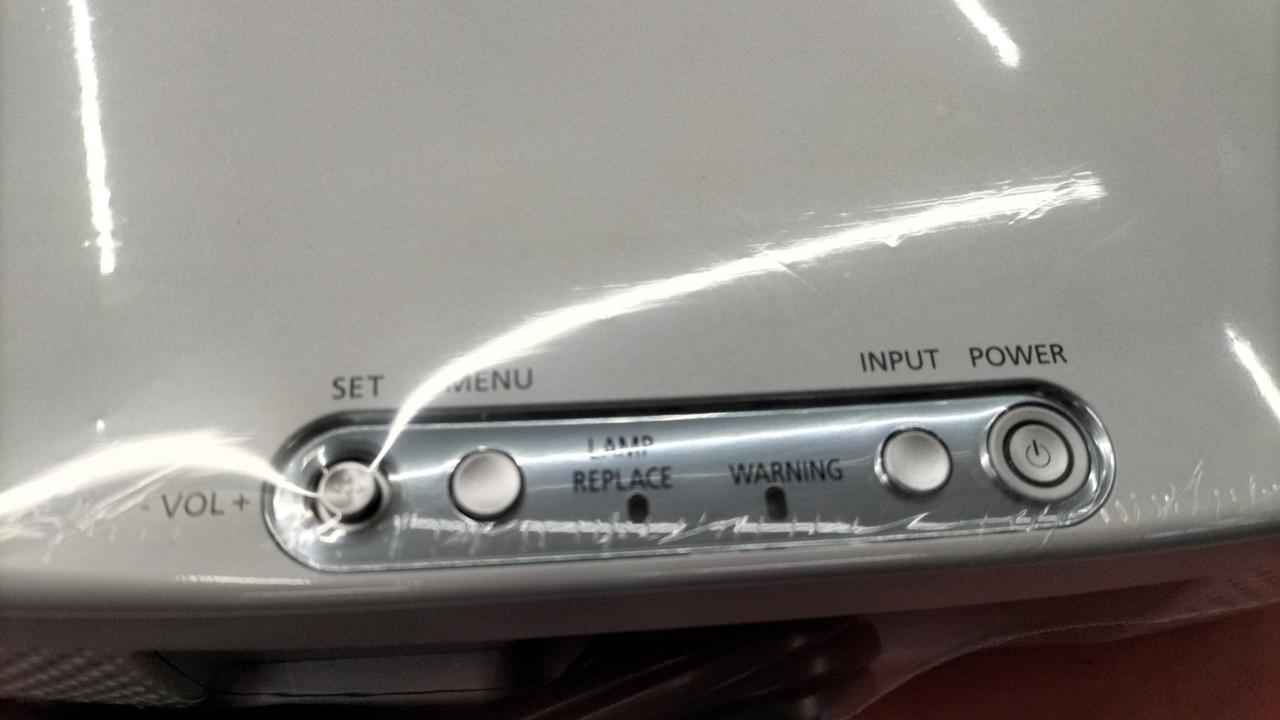 INPUT POWER
SET MENU
LAMP
REPLACE
WARNING
- VOL +